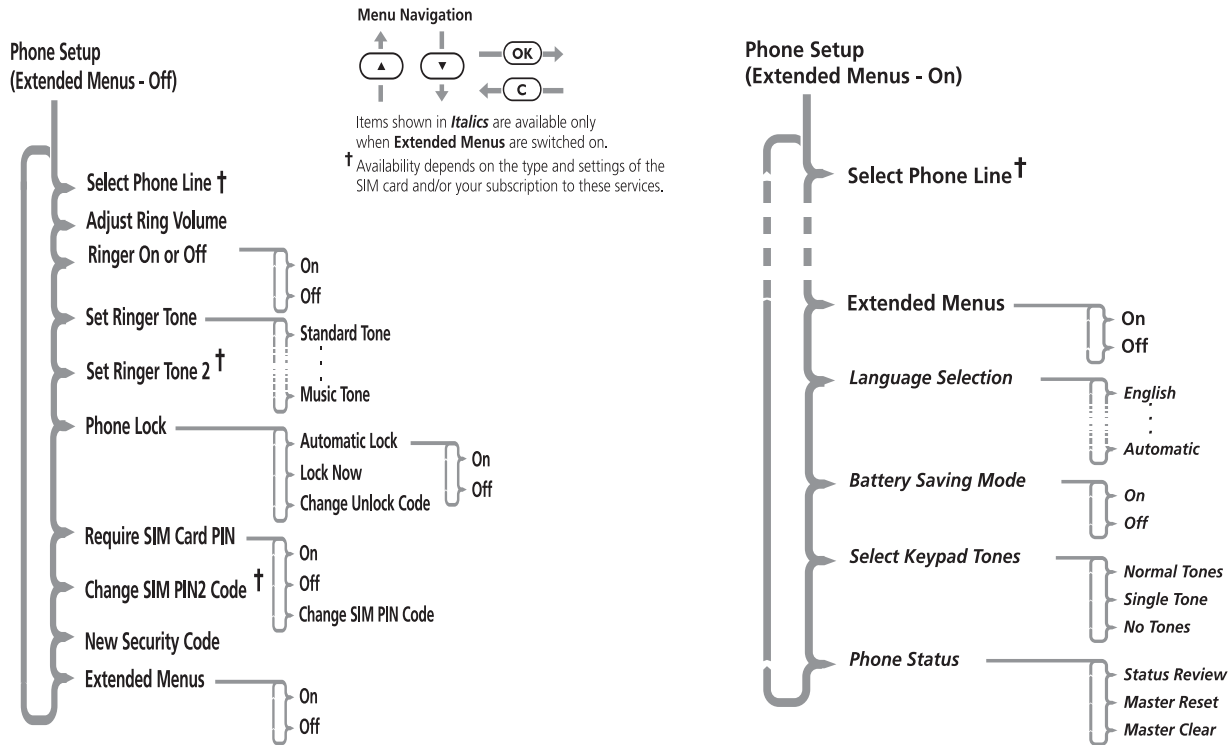 Menu Navigation
OK
C
Items shown in Italics are available only
when Extended Menus are switched on.
† Availability depends on the type and settings of the
SIM card and/or your subscription to these services.
Phone Setup
(Extended Menus - Off)
Select Phone Line †
Adjust Ring Volume
Ringer On or Off
On
Off
Set Ringer Tone
Standard Tone
Music Tone
Set Ringer Tone 2 †
Phone Lock
Automatic Lock
On
Off
Lock Now
Change Unlock Code
Require SIM Card PIN
On
Off
Change SIM PIN Code
Change SIM PIN2 Code †
New Security Code
Extended Menus
On
Off
Phone Setup
(Extended Menus - On)
Select Phone Line †
Extended Menus
On
Off
Language Selection
English
Automatic
Battery Saving Mode
On
Off
Select Keypad Tones
Normal Tones
Single Tone
No Tones
Phone Status
Status Review
Master Reset
Master Clear